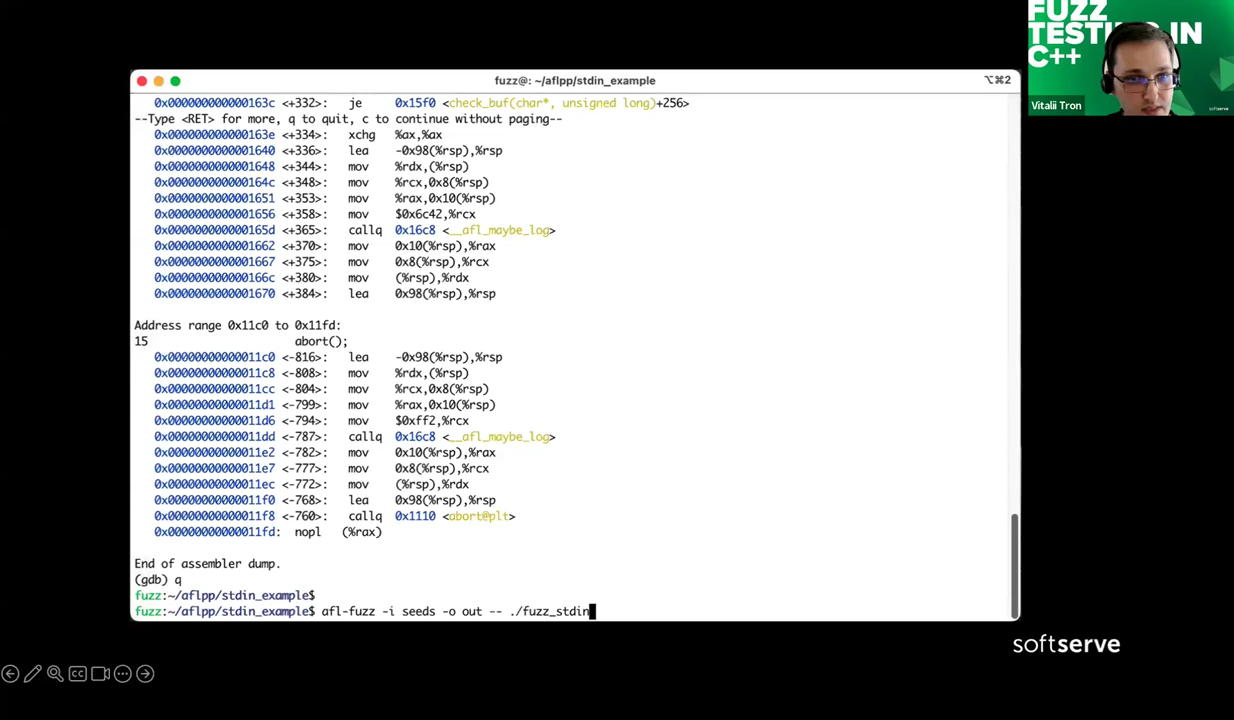 fuzz@: ~/aflpp/stdin_example
⌥⌘2
0x000000000000163c <+332>: je 0x15f0 <check_buf(char*, unsigned long)+256>
--Type <RET> for more, q to quit, c to continue without paging--
0x000000000000163e <+334>: xchg %ax,%ax
0x0000000000001640 <+336>: lea -0x98(%rsp),%rsp
0x0000000000001648 <+344>: mov %rdx,(%rsp)
0x000000000000164c <+348>: mov %rcx,0x8(%rsp)
0x0000000000001651 <+353>: mov %rax,0x10(%rsp)
0x0000000000001656 <+358>: mov $0x6c42,%rcx
0x000000000000165d <+365>: callq 0x16c8 <__afl_maybe_log>
0x0000000000001662 <+370>: mov 0x10(%rsp),%rax
0x0000000000001667 <+375>: mov 0x8(%rsp),%rcx
0x000000000000166c <+380>: mov (%rsp),%rdx
0x0000000000001670 <+384>: lea 0x98(%rsp),%rsp
Address range 0x11c0 to 0x11fd:
15 abort();
0x00000000000011c0 <-816>: lea -0x98(%rsp),%rsp
0x00000000000011c8 <-808>: mov %rdx,(%rsp)
0x00000000000011cc <-804>: mov %rcx,0x8(%rsp)
0x00000000000011d1 <-799>: mov %rax,0x10(%rsp)
0x00000000000011d6 <-794>: mov $0xff2,%rcx
0x00000000000011dd <-787>: callq 0x16c8 <__afl_maybe_log>
0x00000000000011e2 <-782>: mov 0x10(%rsp),%rax
0x00000000000011e7 <-777>: mov 0x8(%rsp),%rcx
0x00000000000011ec <-772>: mov (%rsp),%rdx
0x00000000000011f0 <-768>: lea 0x98(%rsp),%rsp
0x00000000000011f8 <-760>: callq 0x1110 <abort@plt>
0x00000000000011fd: nopl (%rax)
End of assembler dump.
(gdb) q
fuzz:~/aflpp/stdin_example$
fuzz:~/aflpp/stdin_example$ afl-fuzz -i seeds -o out -- ./fuzz_stdin
softserve
FUZZ
TESTING IN
C++
Vitalii Tron
softserve
CC